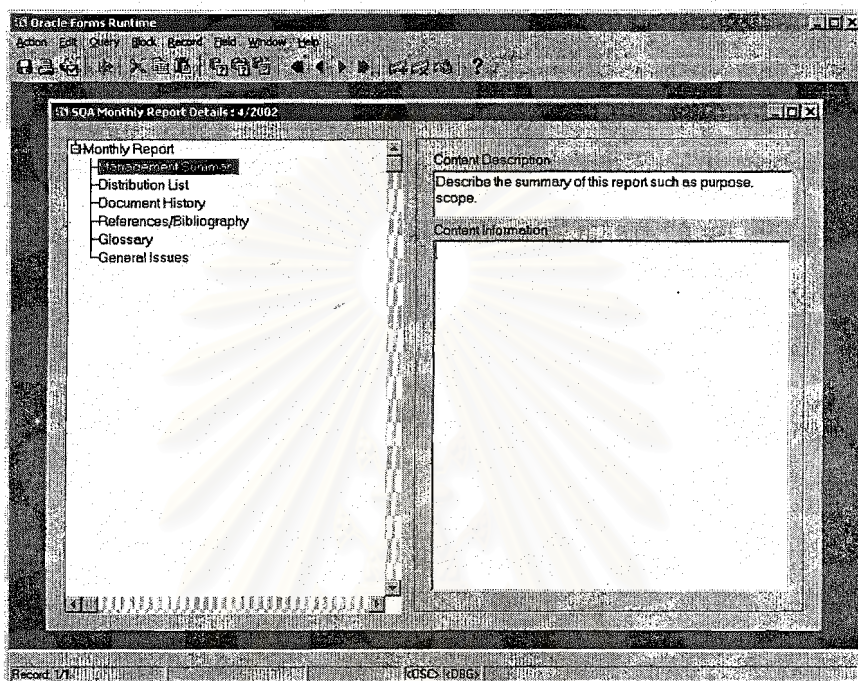 Oracle Forms Runtime
Action Edit Query Block Record Field Window Help
?
SQA Monthly Report Details : 4/2002
Monthly Report
Management Summary
Distribution List
Document History
References/Bibliography
Glossary
General Issues
Content Description
Describe the summary of this report such as purpose,
scope.
Content Information
Record: 1/1 <OSC> <DBG>